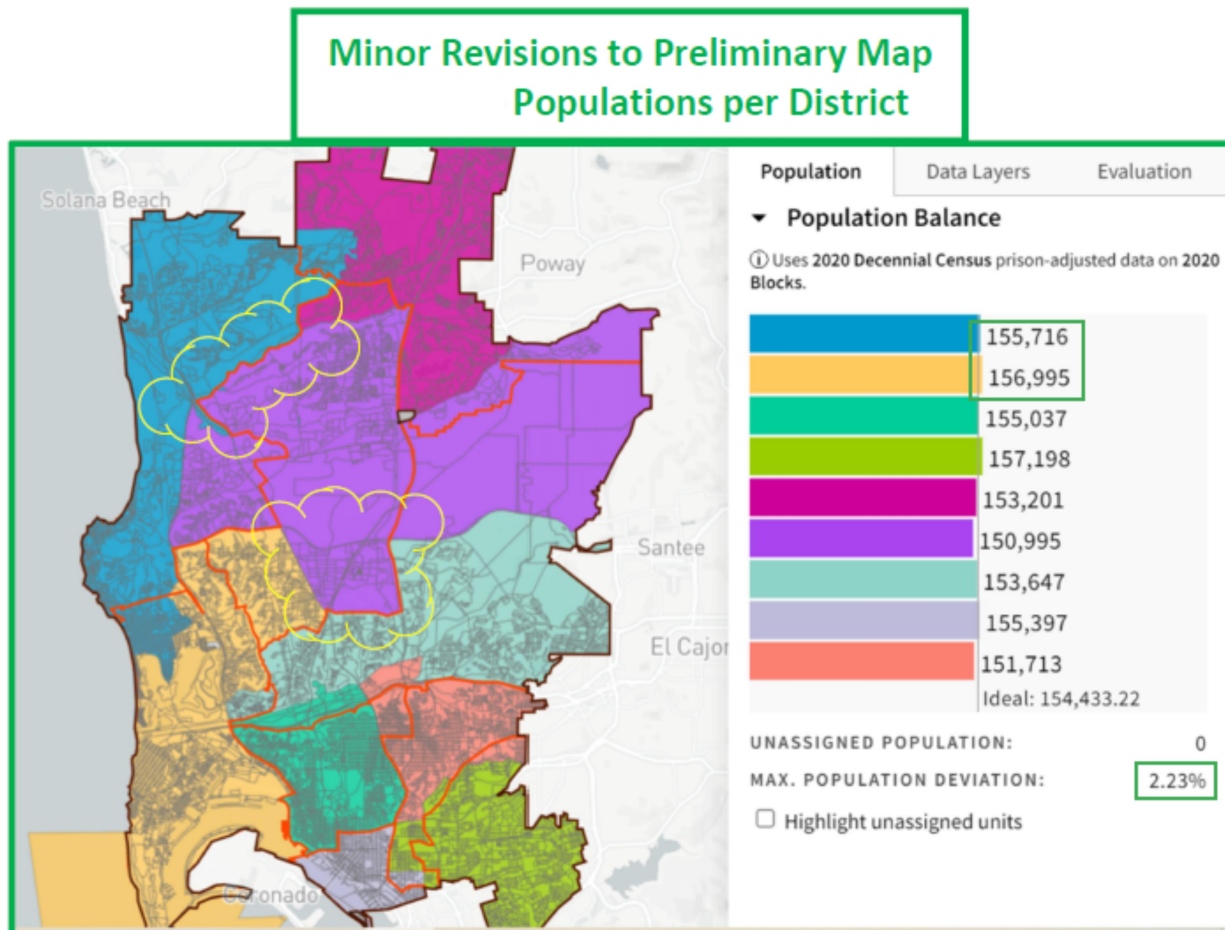 Minor Revisions to Preliminary Map
Populations per District
Solana Beach
Poway
Santee
El Cajor
Coronado
Population
Data Layers
Evaluation
Population Balance
Uses 2020 Decennial Census prison-adjusted data on 2020
Blocks.
155,716
156,995
155,037
157,198
153,201
150,995
153,647
155,397
151,713
Ideal: 154,433.22
UNASSIGNED POPULATION: 0
MAX. POPULATION DEVIATION: 2.23%
Highlight unassigned units